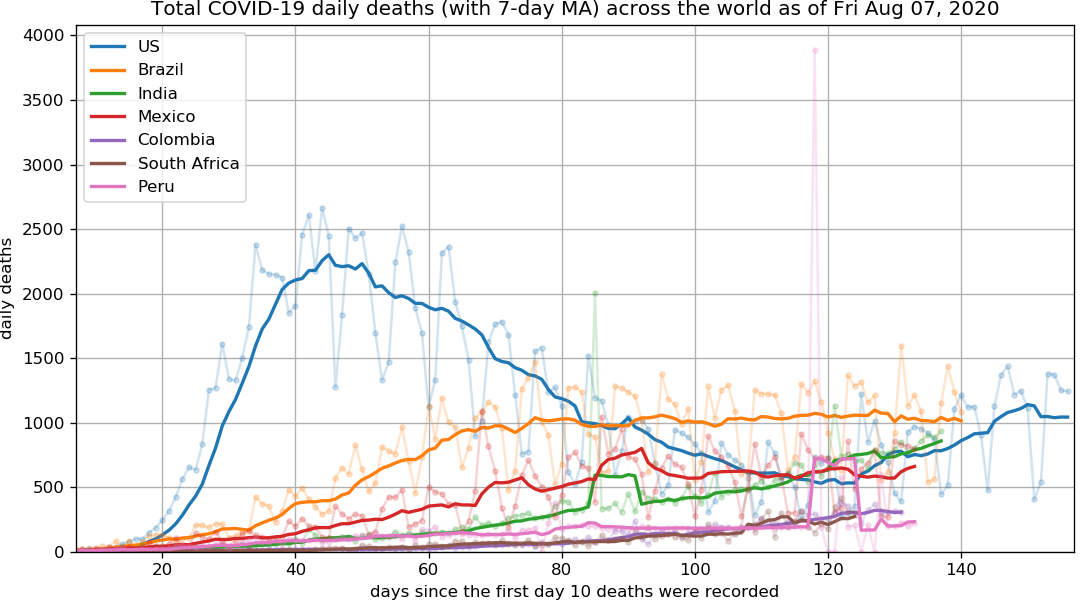 Total COVID-19 daily deaths (with 7-day MA) across the world as of Fri Aug 07, 2020
4000
3500
3000
2500
2000
1500
1000
500
0
daily deaths
US
Brazil
India
Mexico
Colombia
South Africa
Peru
20 40 60 80 100 120 140
days since the first day 10 deaths were recorded